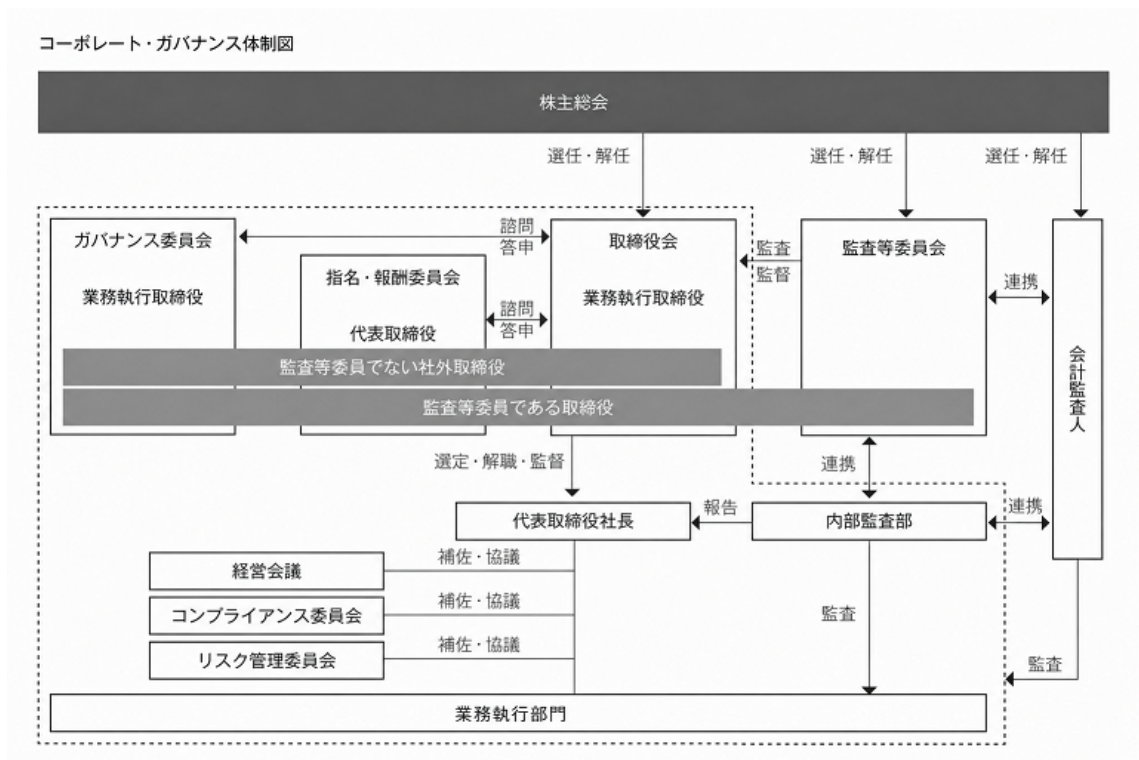 コーポレート・ガバナンス体制図
株主総会
選任・解任
選任・解任
選任・解任
ガバナンス委員会
業務執行取締役
諮問
答申
指名・報酬委員会
代表取締役
諮問
答申
取締役会
業務執行取締役
監査
監督
監査等委員会
連携
会計監査人
監査等委員でない社外取締役
監査等委員である取締役
選定・解職・監督
連携
代表取締役社長
報告
内部監査部
連携
経営会議
補佐・協議
コンプライアンス委員会
補佐・協議
リスク管理委員会
補佐・協議
監査
監査
業務執行部門